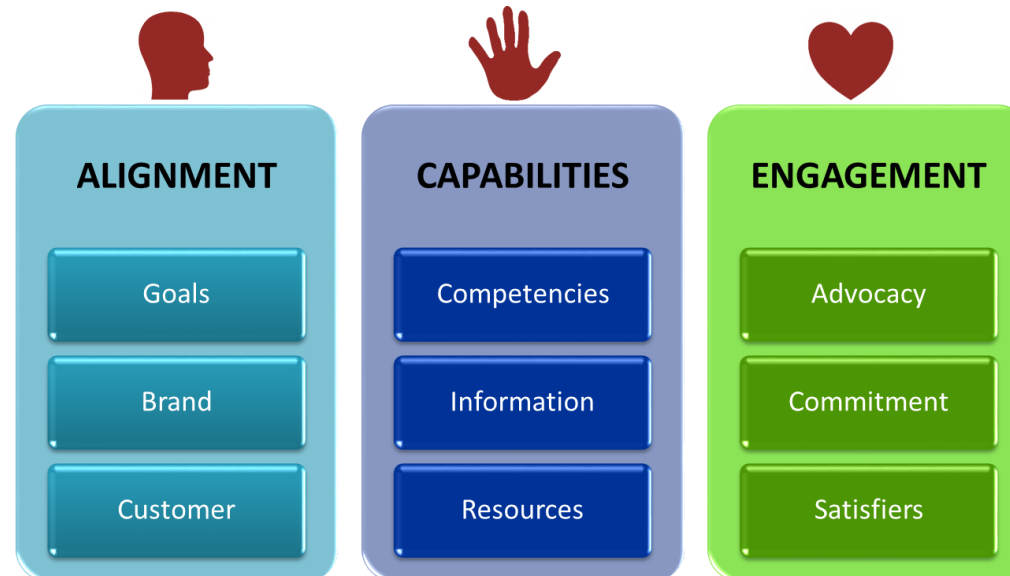 ALIGNMENT
Goals
Brand
Customer
CAPABILITIES
Competencies
Information
Resources
ENGAGEMENT
Advocacy
Commitment
Satisfiers